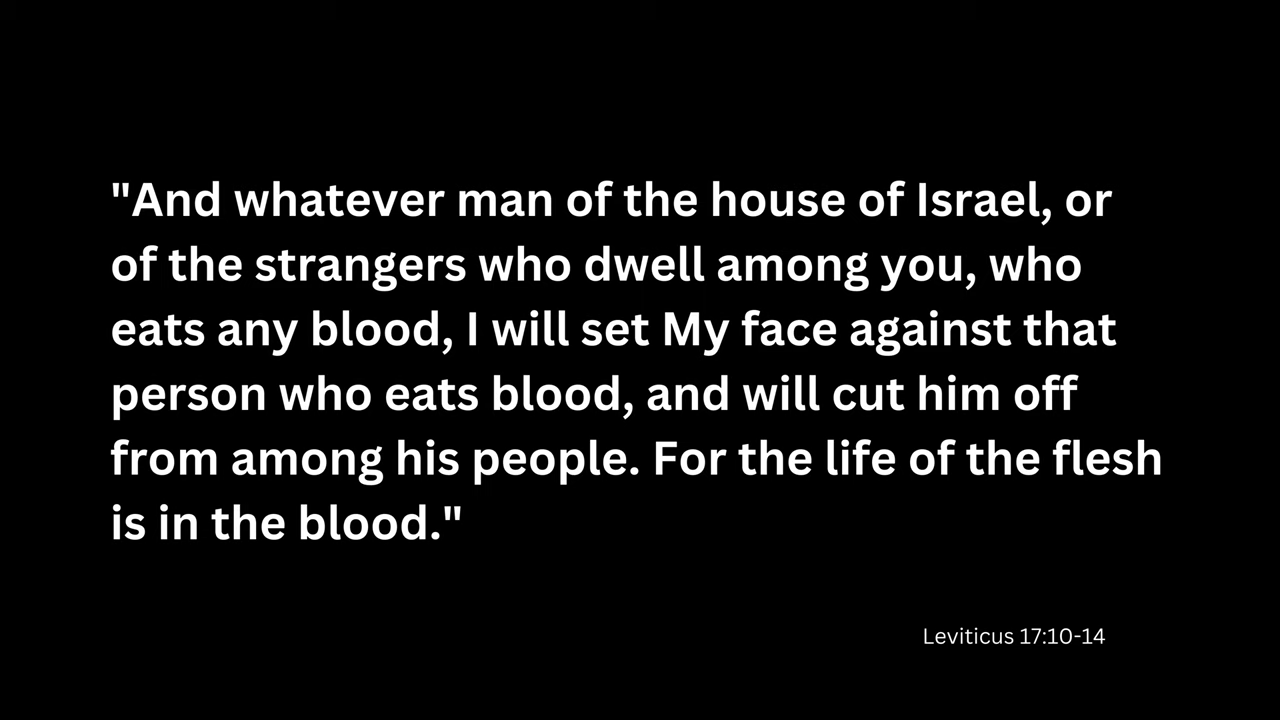 "And whatever man of the house of Israel, or
of the strangers who dwell among you, who
eats any blood, I will set My face against that
person who eats blood, and will cut him off
from among his people. For the life of the flesh
is in the blood."
Leviticus 17:10-14